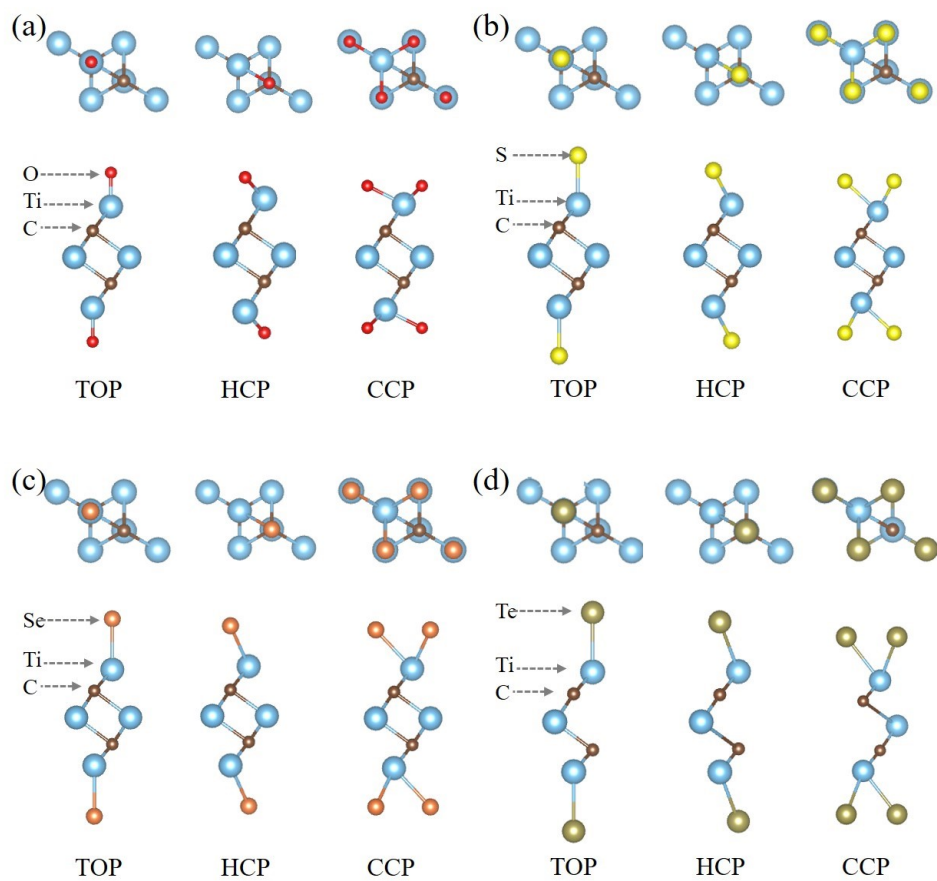 (a)
O
Ti
C
TOP HCP CCP
(b)
S
Ti
C
TOP HCP CCP
(c)
Se
Ti
C
TOP HCP CCP
(d)
Te
Ti
C
TOP HCP CCP